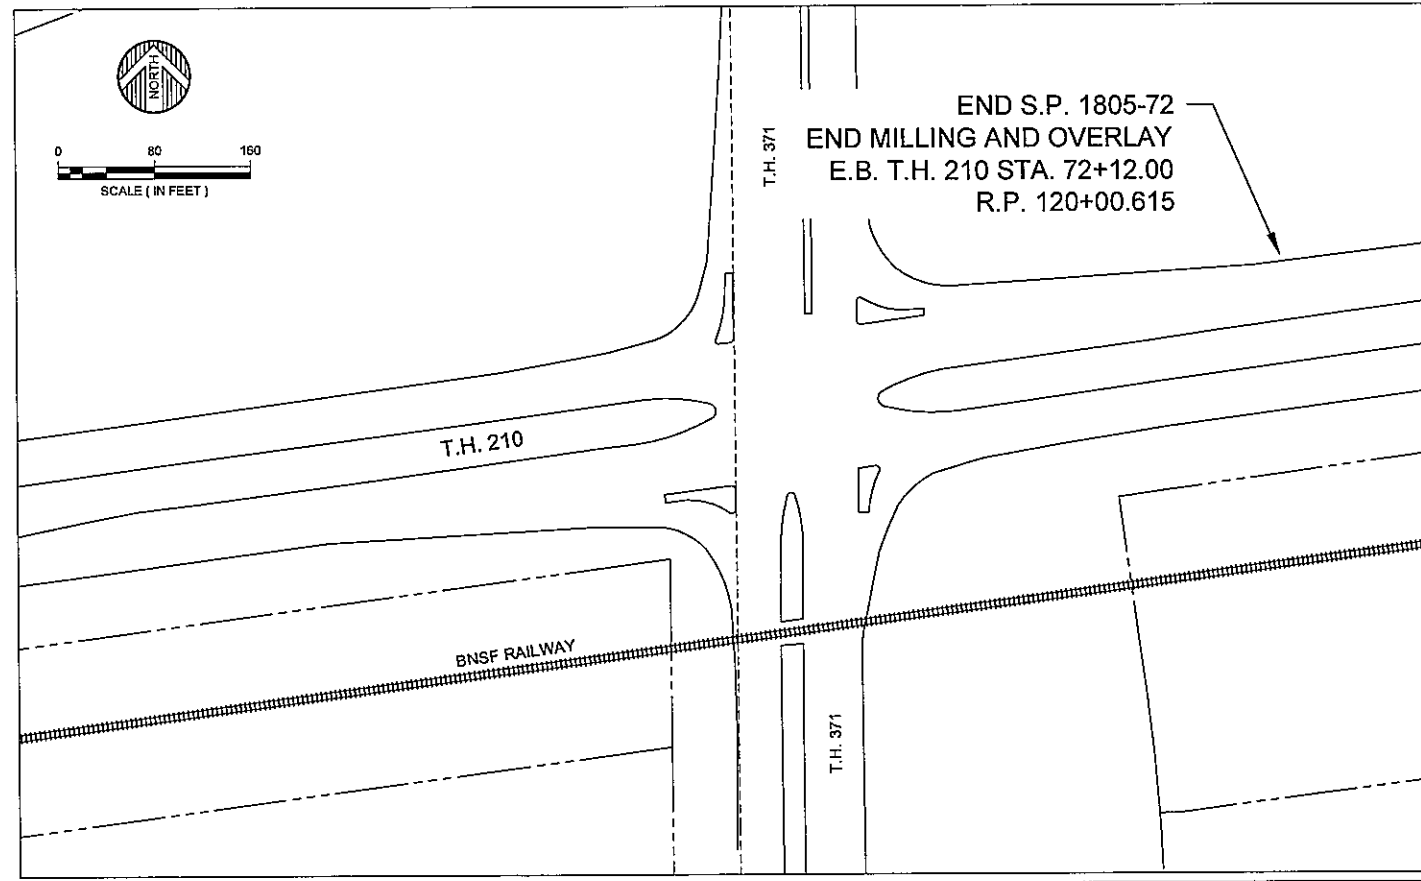 NORTH
0 80 160
SCALE ( IN FEET )
T.H. 371
END S.P. 1805-72
END MILLING AND OVERLAY
E.B. T.H. 210 STA. 72+12.00
R.P. 120+00.615
T.H. 210
BNSF RAILWAY
T.H. 371